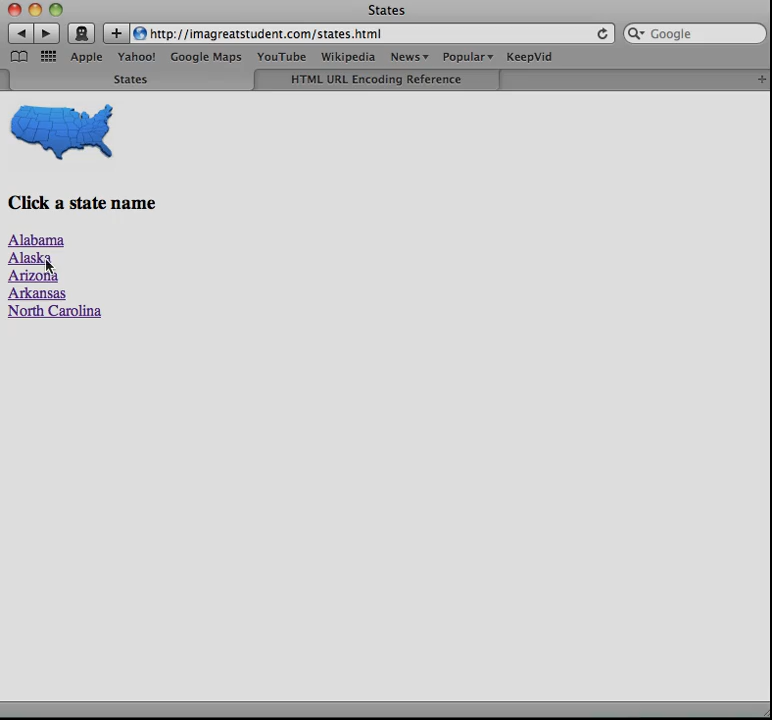 States
http://imagreatstudent.com/states.html
Google
Apple Yahoo! Google Maps YouTube Wikipedia News Popular KeepVid
States HTML URL Encoding Reference
Click a state name
Alabama
Alaska
Arizona
Arkansas
North Carolina